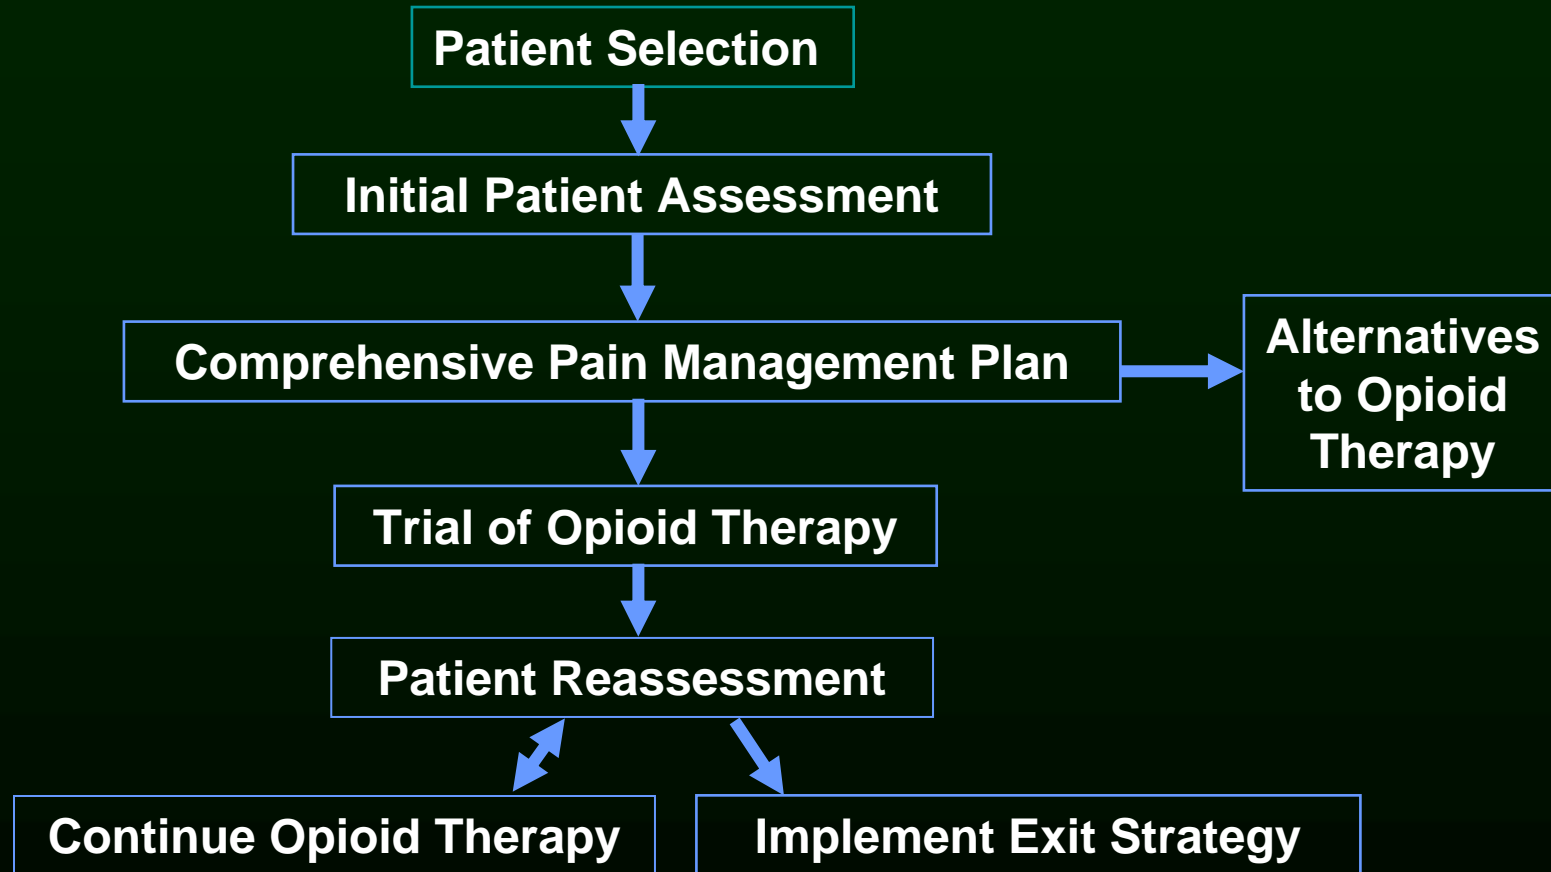 Patient Selection
Initial Patient Assessment
Comprehensive Pain Management Plan
Alternatives
to Opioid
Therapy
Trial of Opioid Therapy
Patient Reassessment
Continue Opioid Therapy
Implement Exit Strategy